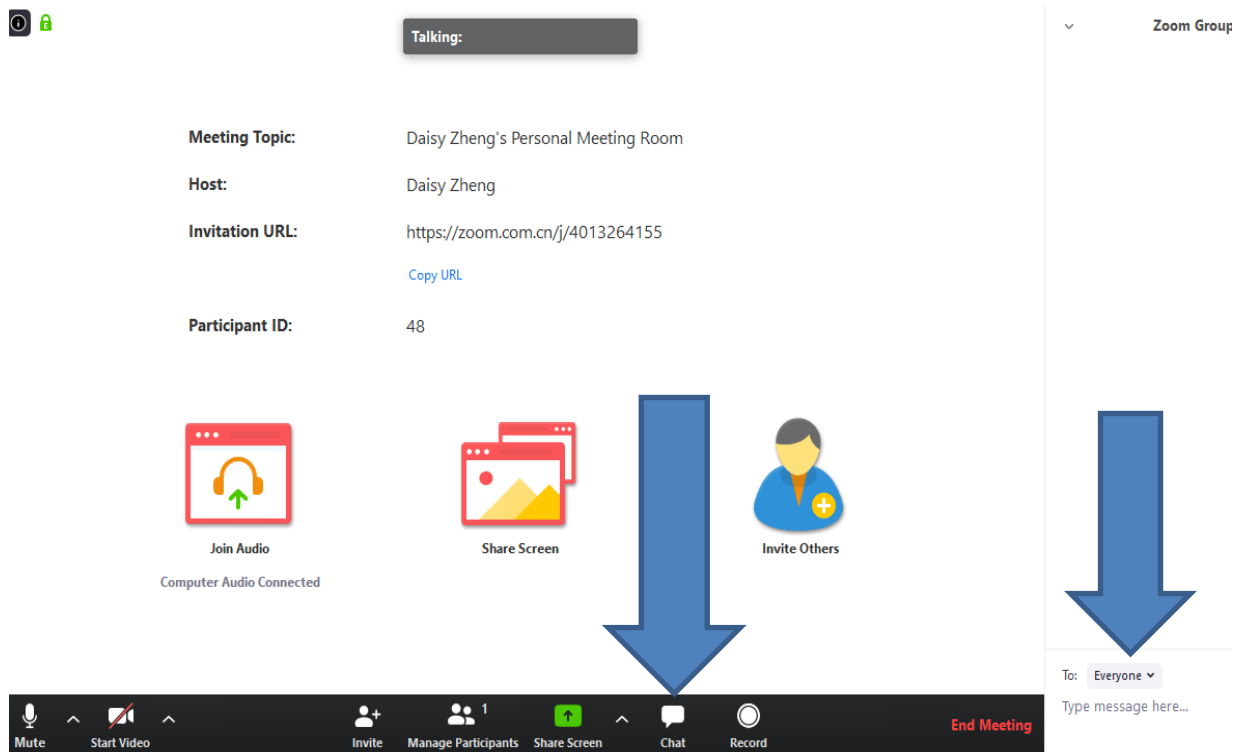 Talking:
Zoom Group
Meeting Topic: Daisy Zheng's Personal Meeting Room
Host: Daisy Zheng
Invitation URL: https://zoom.com.cn/j/4013264155
Copy URL
Participant ID: 48
Join Audio
Share Screen
Invite Others
Computer Audio Connected
To: Everyone
Type message here...
1
Mute
Start Video
Invite
Manage Participants
Share Screen
Chat
Record
End Meeting